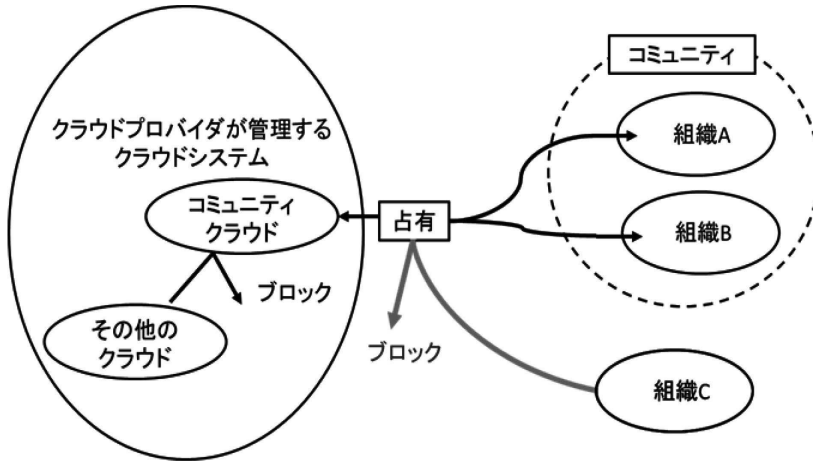 コミュニティ
クラウドプロバイダが管理する
クラウドシステム
組織A
コミュニティ
クラウド
占有
組織B
ブロック
その他の
クラウド
ブロック
組織C